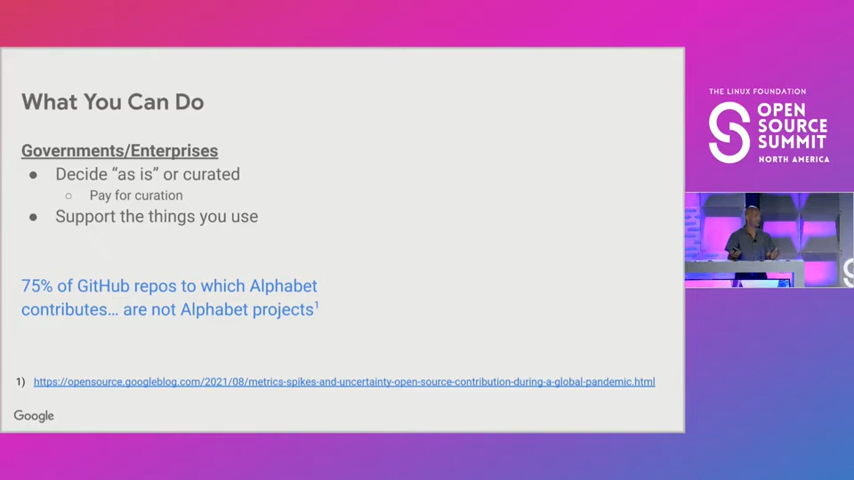 What You Can Do
Governments/Enterprises
● Decide “as is” or curated
○ Pay for curation
● Support the things you use
75% of GitHub repos to which Alphabet
contributes… are not Alphabet projects¹
1) https://opensource.googleblog.com/2021/08/metrics-spikes-and-uncertainty-open-source-contribution-during-a-global-pandemic.html
Google
THE LINUX FOUNDATION
OPEN
SOURCE
SUMMIT
NORTH AMERICA